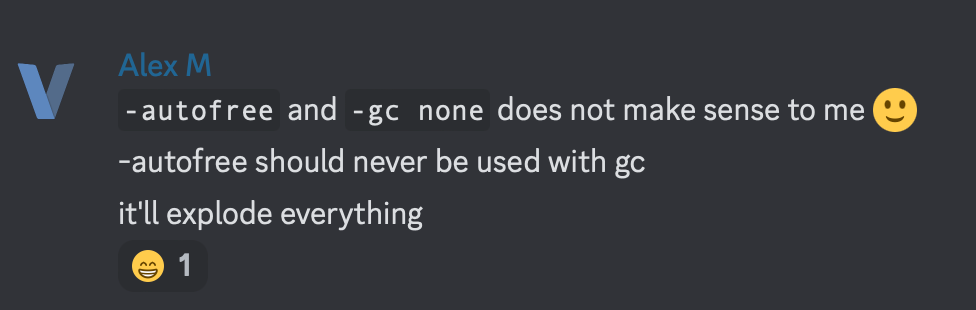 Alex M
-autofree and -gc none does not make sense to me 🙂
-autofree should never be used with gc
it'll explode everything
😁 1